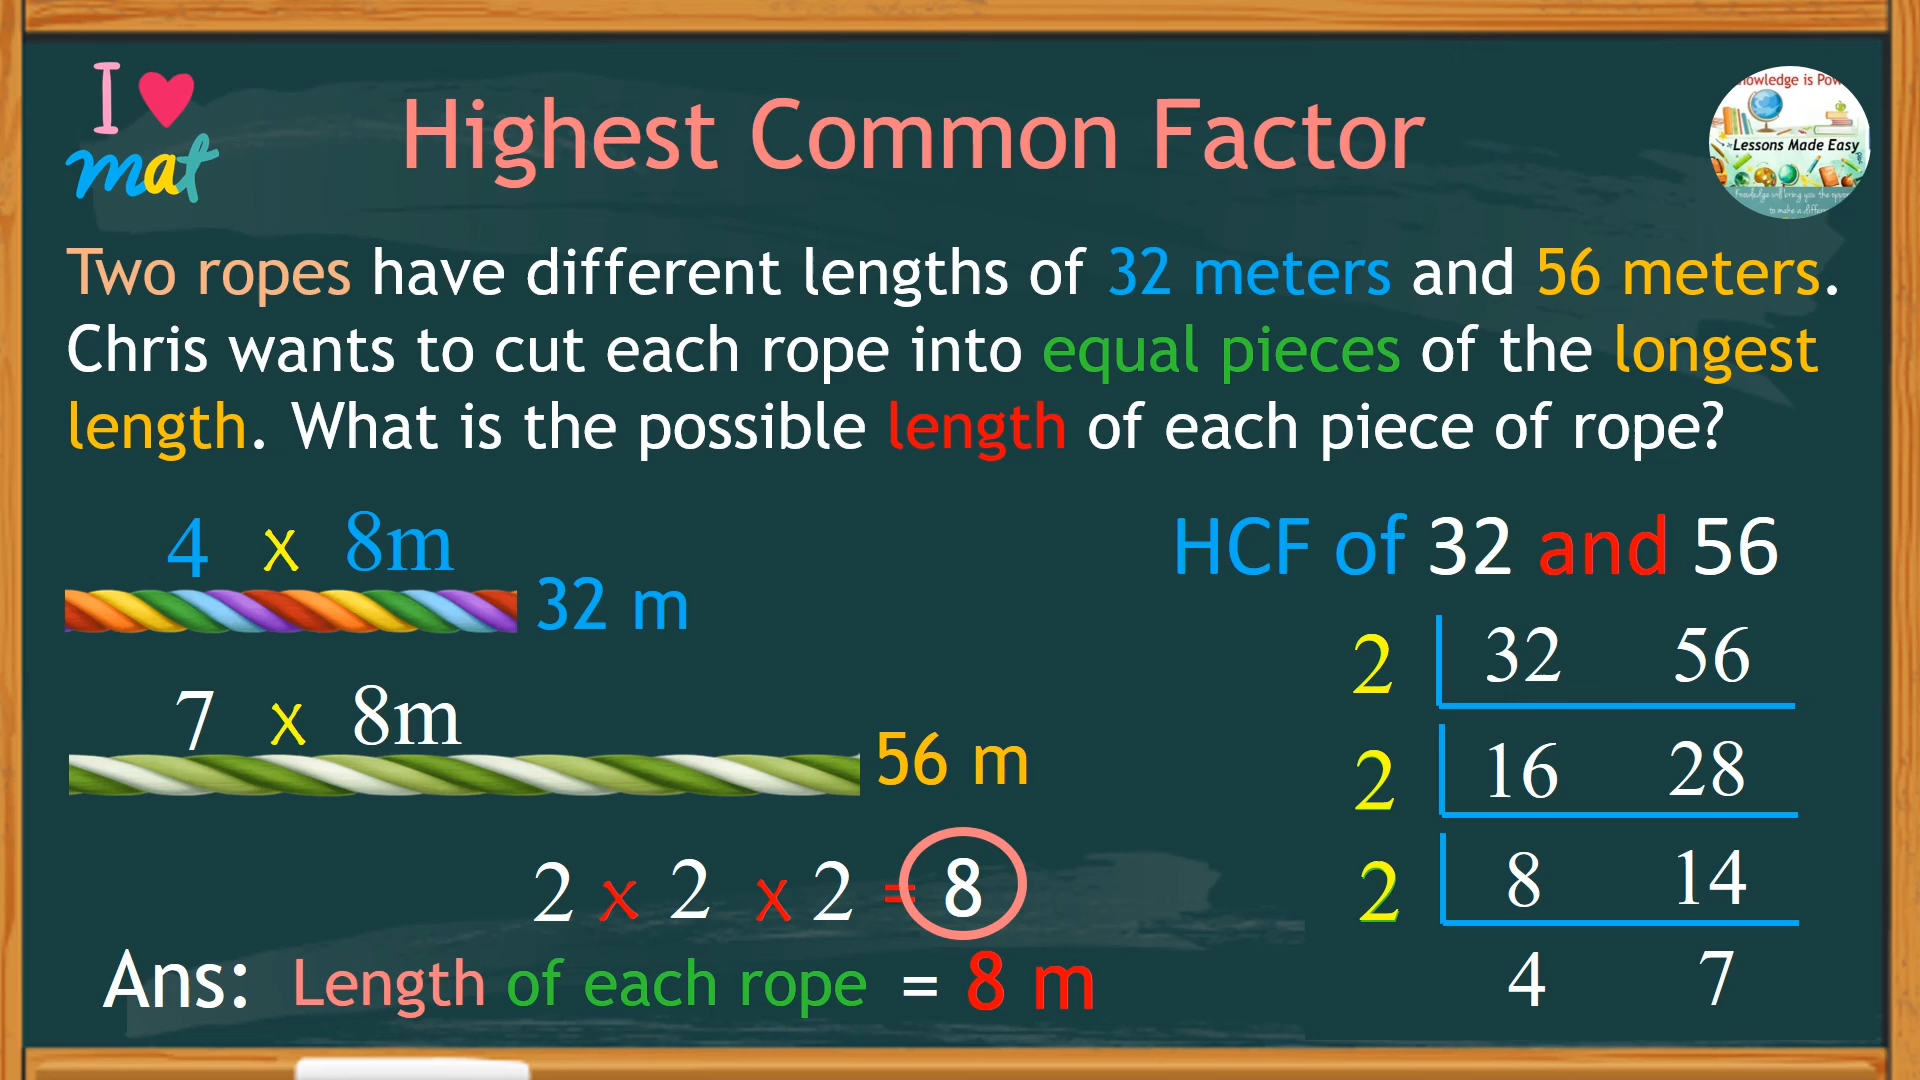 I
mat
Highest Common Factor
nowledge is Pow
Lessons Made Easy
Two ropes have different lengths of 32 meters and 56 meters.
Chris wants to cut each rope into equal pieces of the longest
length. What is the possible length of each piece of rope?
4 x 8m
32 m
7 x 8m
56 m
2 x 2 x 2 = 8
Ans: Length of each rope = 8 m
HCF of 32 and 56
2 32 56
2 16 28
2 8 14
4 7